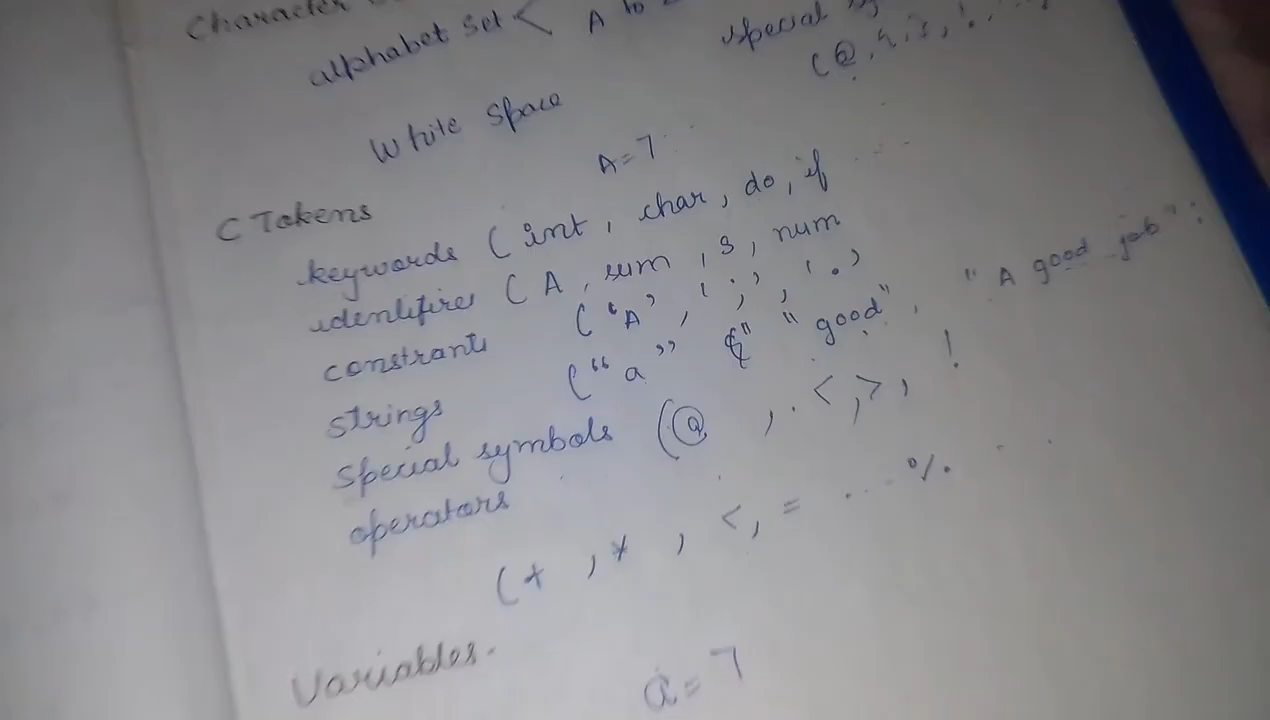 Character
alphabet set < A to
special
(@,
White Space
A=7
C Tokens
keywords (int, char, do, if
identifires (A, sum, s, num
constrants ('A', ';', '.'
strings ("a" "good", "A good job"
Special symbols (@ , . <, >, !
operators
(+, *, <, = ... %
Variables.
a=7